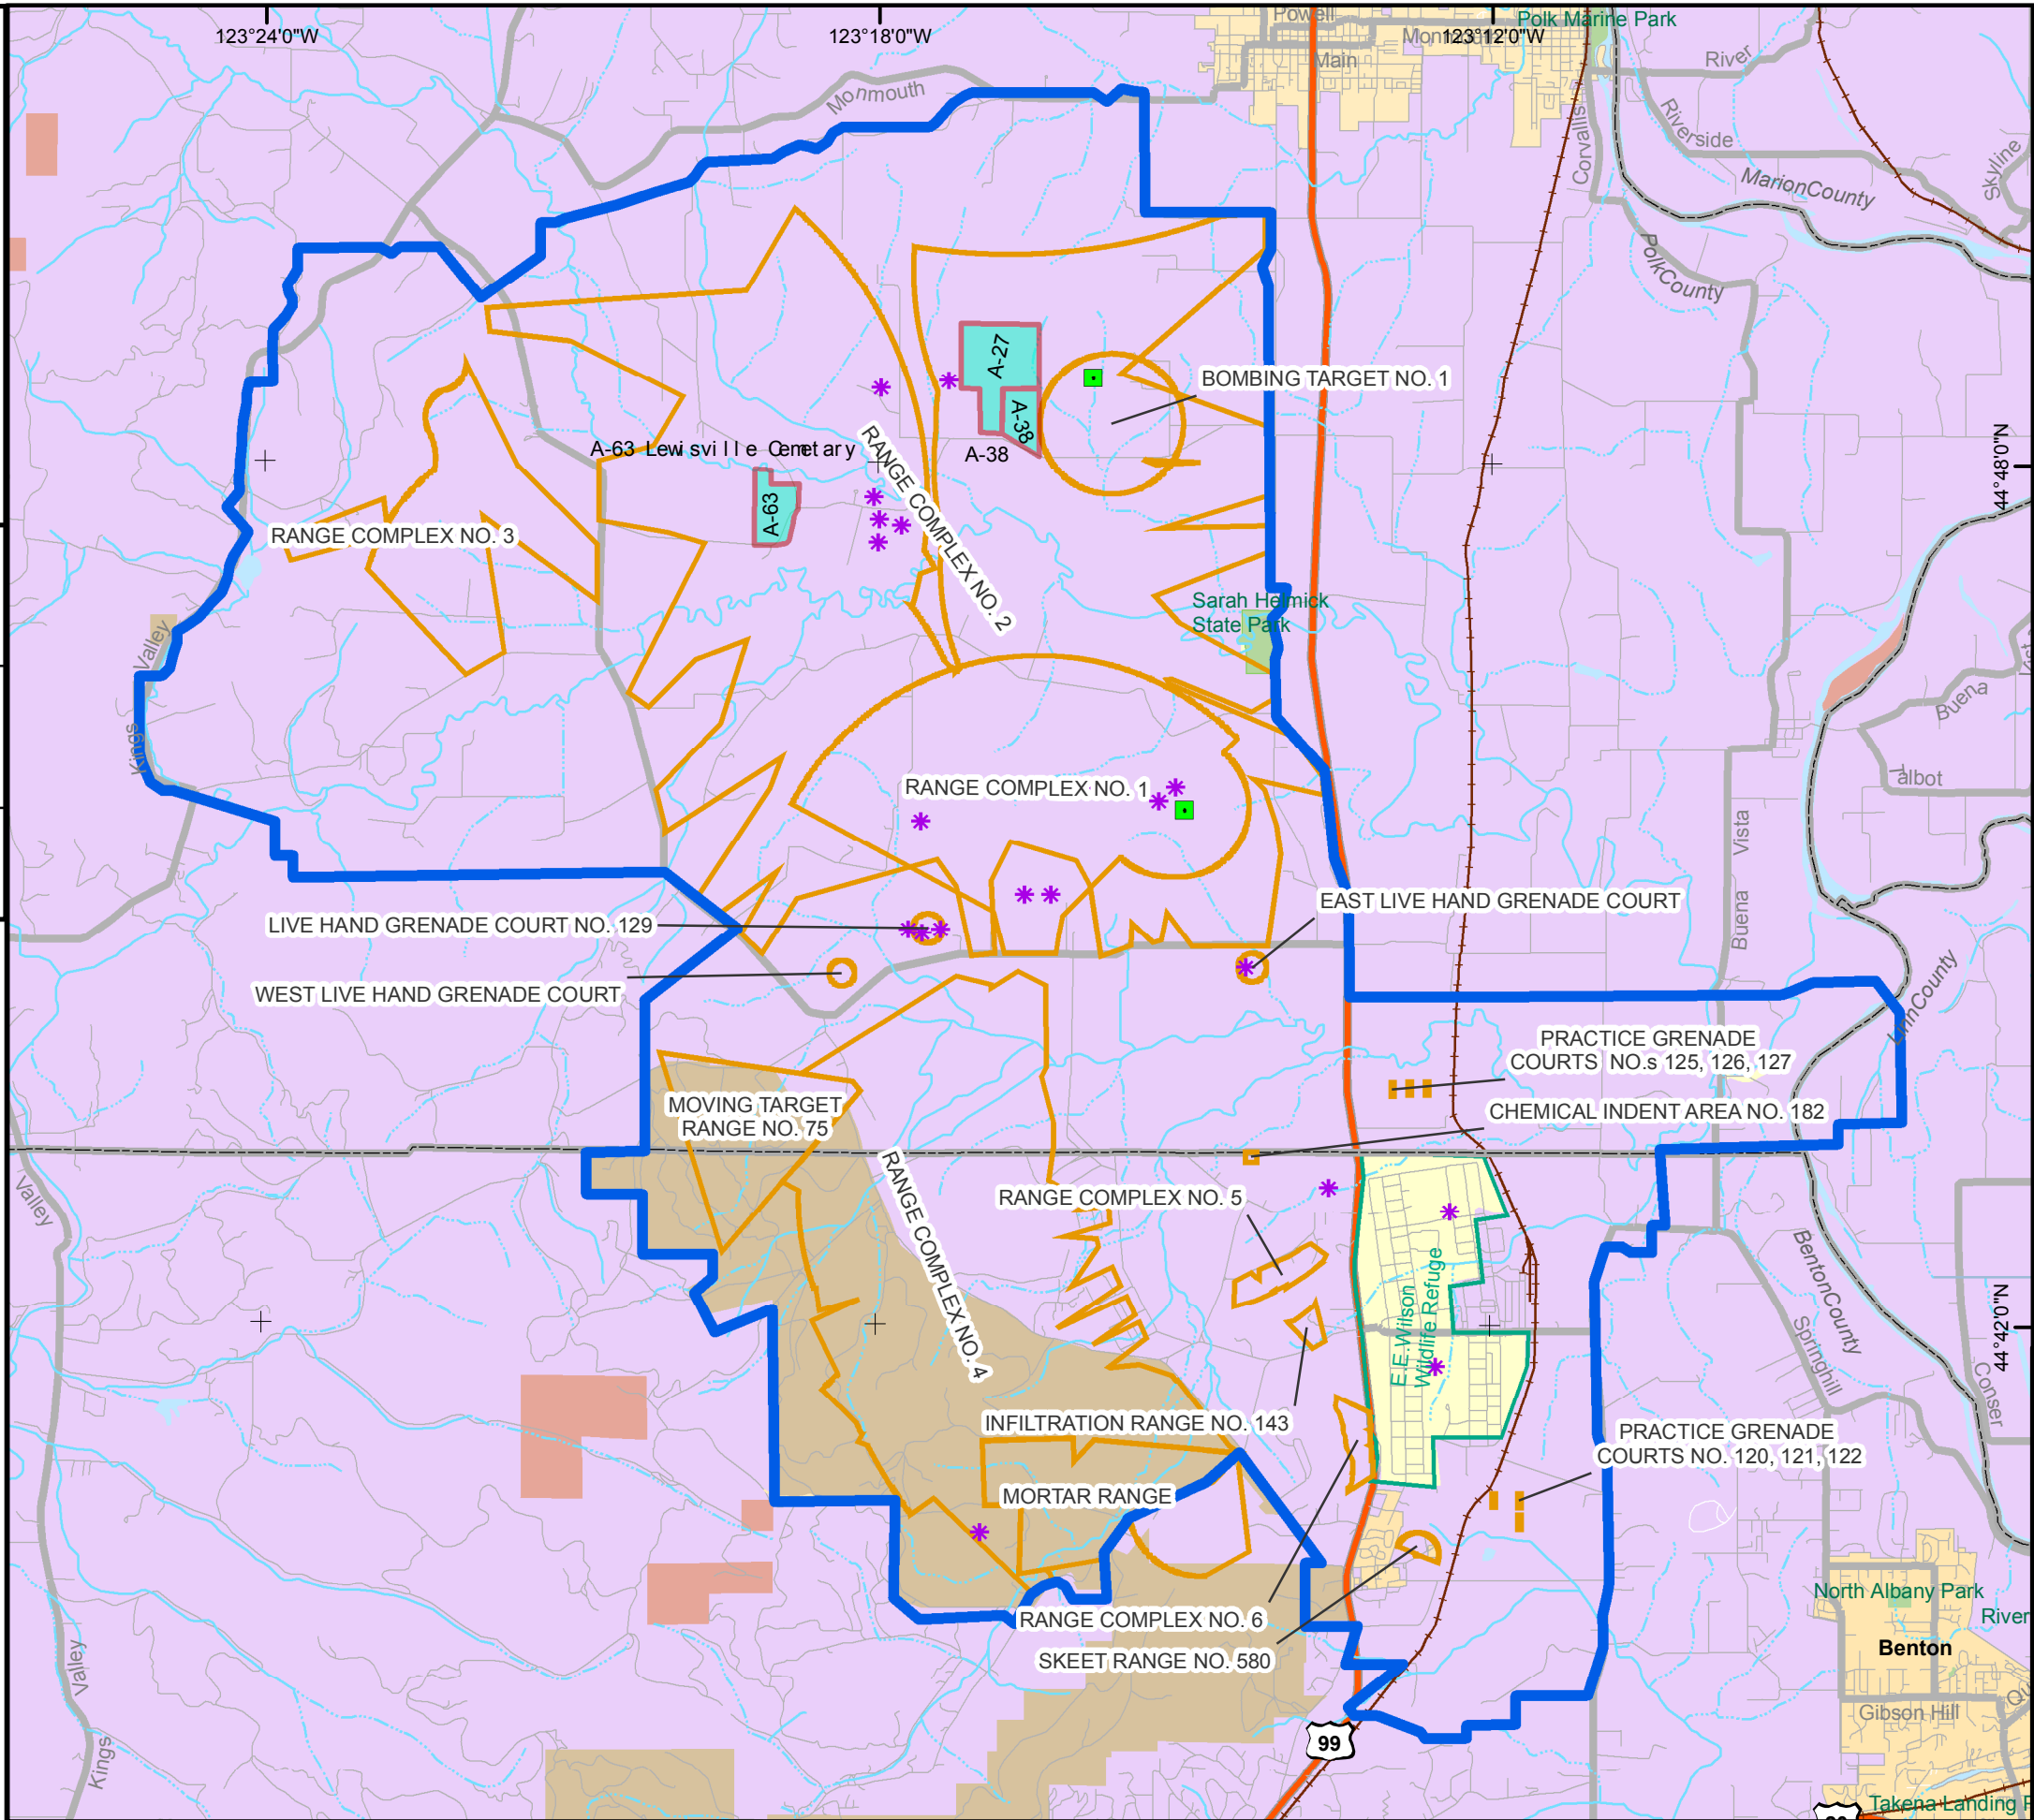 123°24'0"W
123°18'0"W
Powell
Polk Marine Park
123°12'0"W
Main
River
Monmouth
Riverside
Corvallis
Skyline
MarionCounty
PolkCounty
A-27
BOMBING TARGET NO. 1
A-38
A-38
A-63 Lewisville Cemetary
A-63
RANGE COMPLEX NO. 2
44°48'0"N
RANGE COMPLEX NO. 3
Sarah Helmick
State Park
Valley
Kings
Buena
Talbot
RANGE COMPLEX NO. 1
Vista
Buena
EAST LIVE HAND GRENADE COURT
LIVE HAND GRENADE COURT NO. 129
WEST LIVE HAND GRENADE COURT
LinnCounty
PRACTICE GRENADE
COURTS NO.s 125, 126, 127
MOVING TARGET
RANGE NO. 75
CHEMICAL INDENT AREA NO. 182
Valley
RANGE COMPLEX NO. 5
RANGE COMPLEX NO. 4
E.E.Wilson
Wildlife Refuge
BentonCounty
Springhill
44°42'0"N
Conser
INFILTRATION RANGE NO. 143
PRACTICE GRENADE
COURTS NO. 120, 121, 122
MORTAR RANGE
North Albany Park
River
RANGE COMPLEX NO. 6
Benton
SKEET RANGE NO. 580
Valley
Kings
Gibson Hill
99
Takena Landing